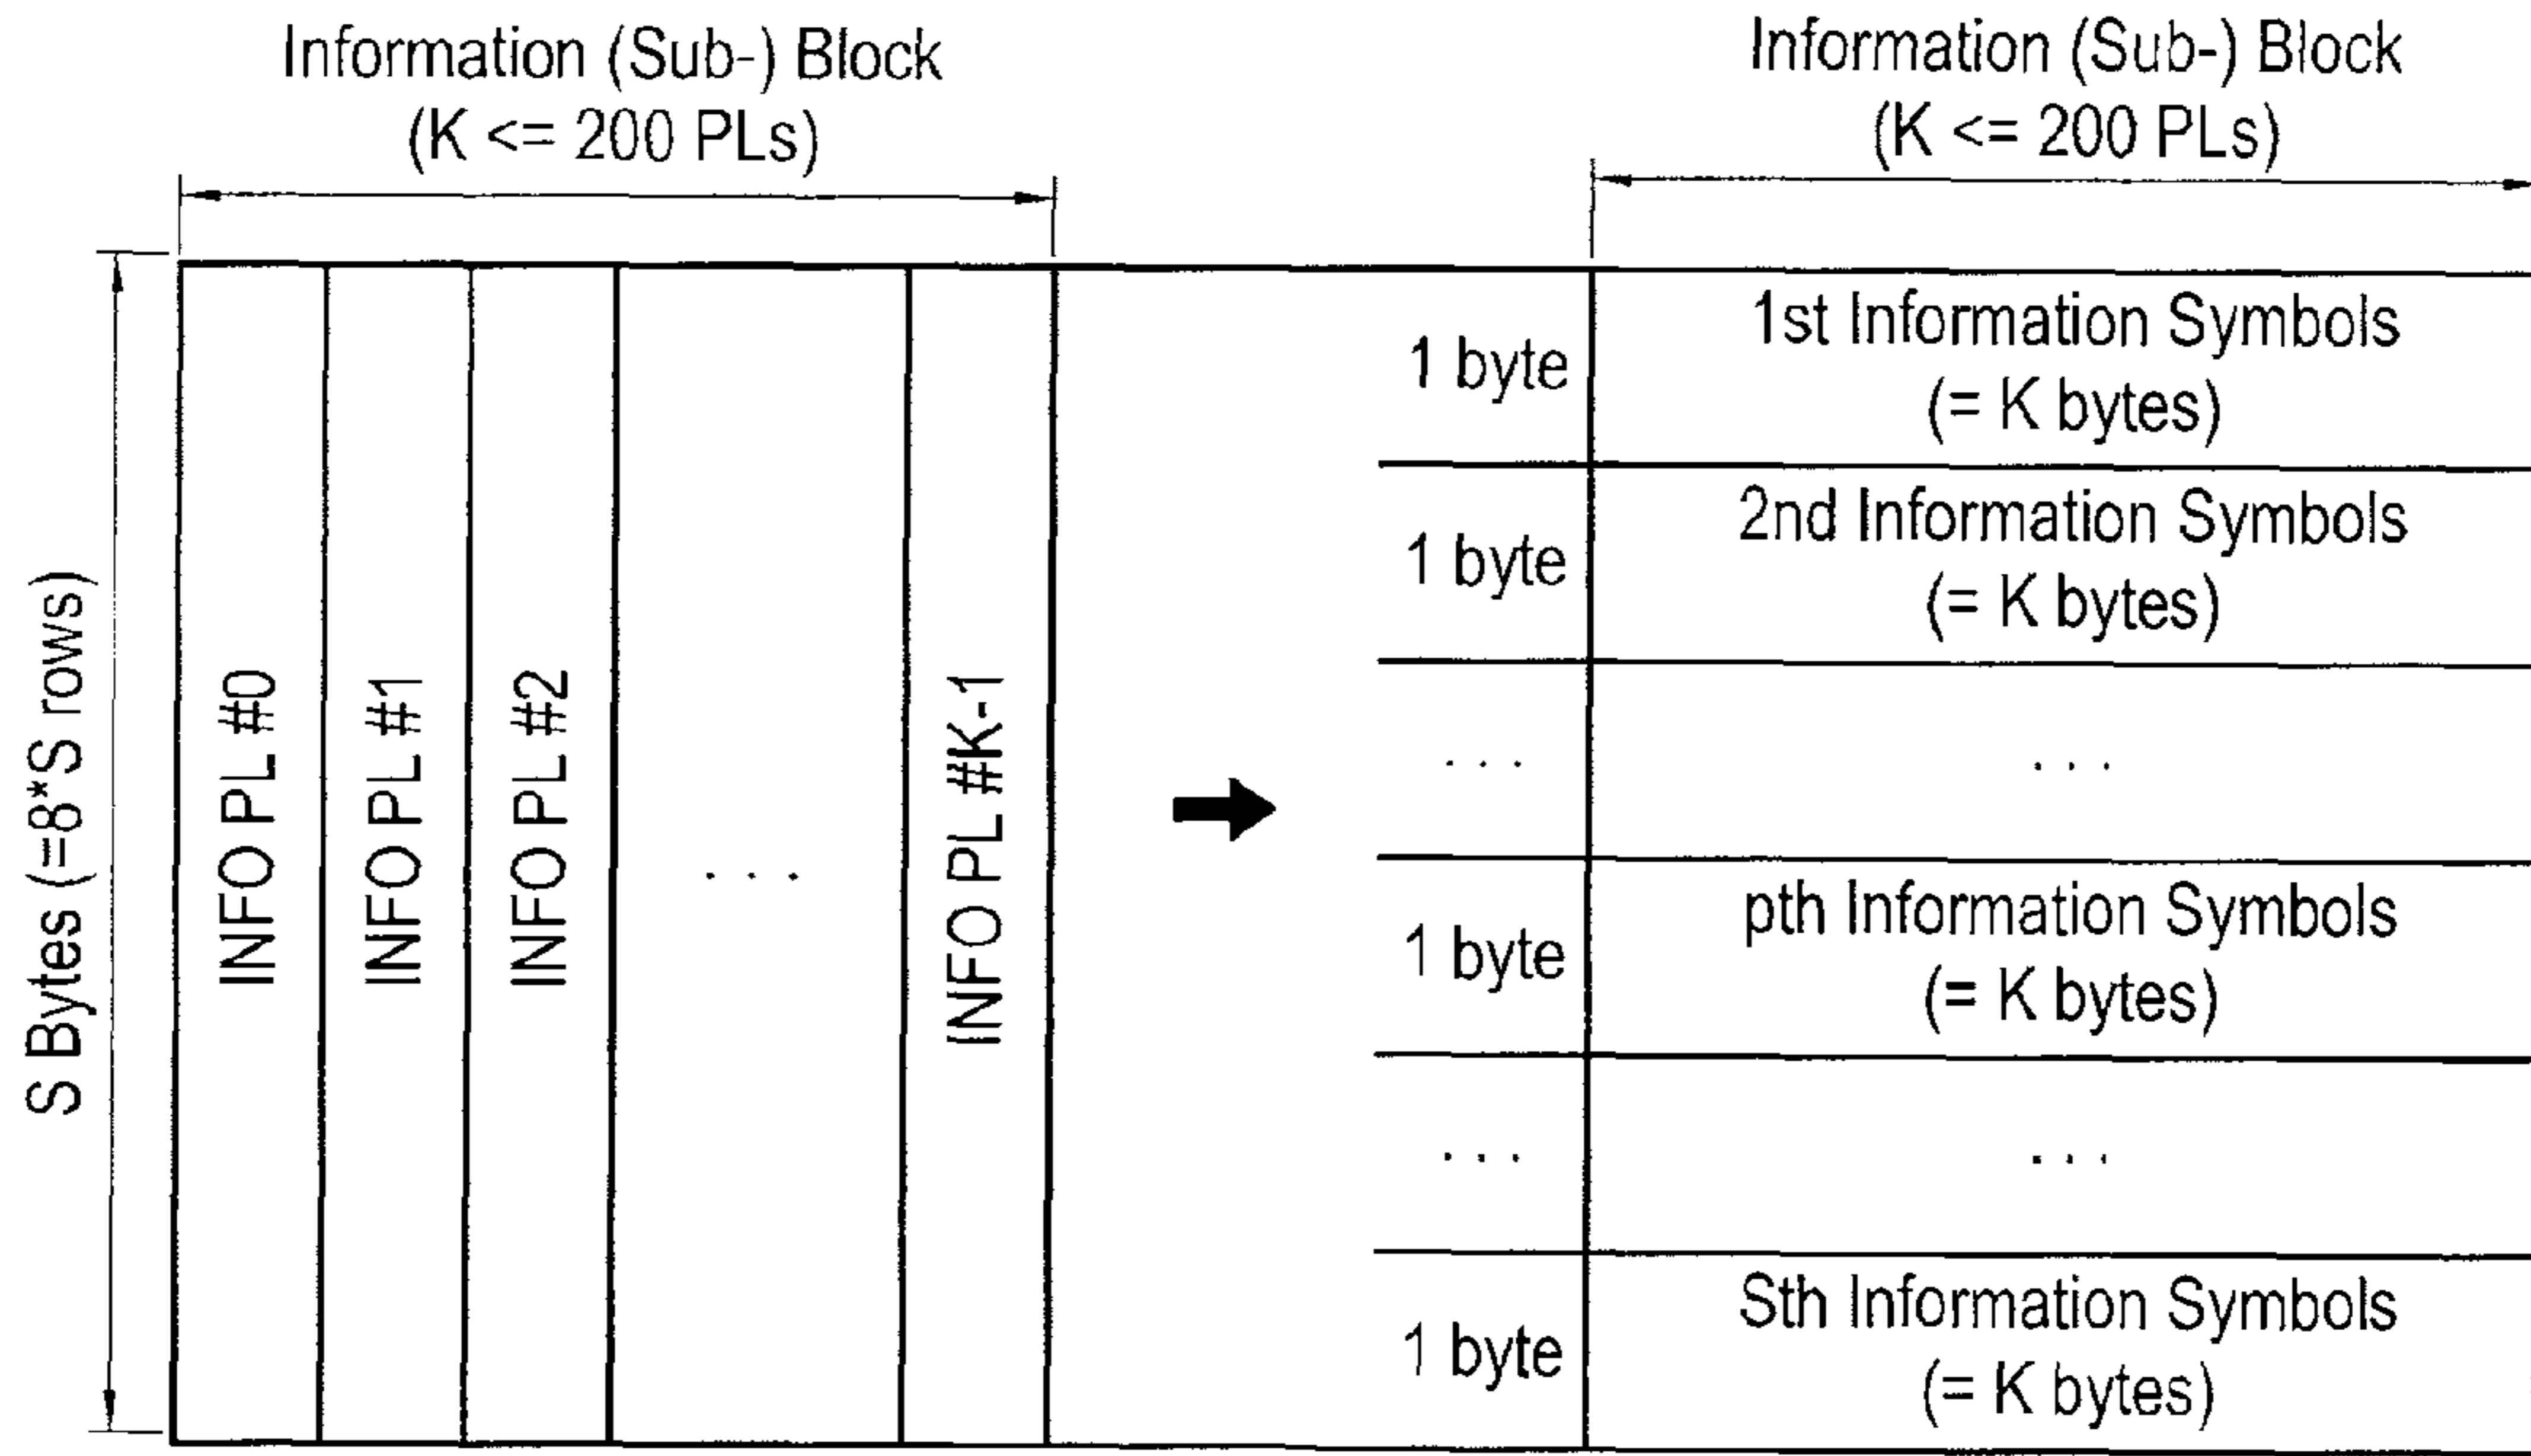 Information (Sub-) Block
(K <= 200 PLs)
S Bytes (=8*S rows)
INFO PL #0
INFO PL #1
INFO PL #2
. . .
INFO PL #K-1
Information (Sub-) Block
(K <= 200 PLs)
1 byte
1st Information Symbols
(= K bytes)
1 byte
2nd Information Symbols
(= K bytes)
. . .
. . .
1 byte
pth Information Symbols
(= K bytes)
. . .
. . .
1 byte
Sth Information Symbols
(= K bytes)